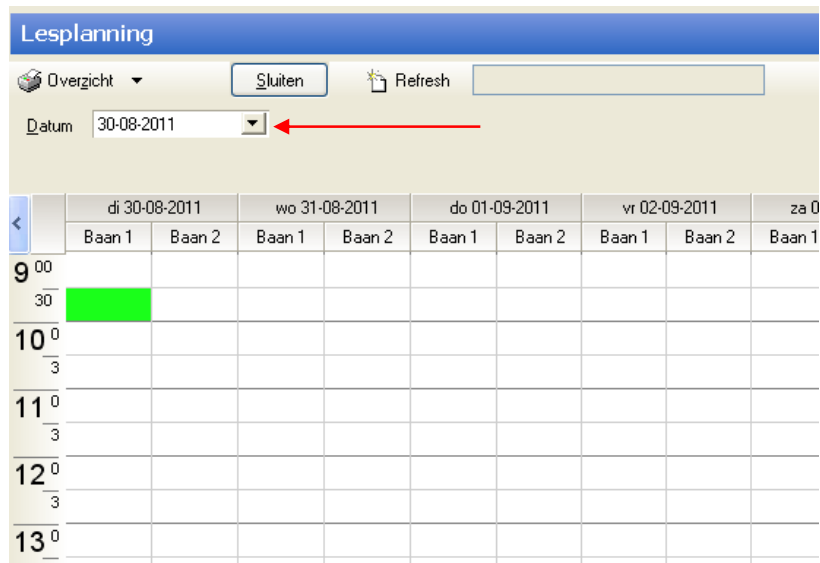 Lesplanning
Overzicht Sluiten Refresh
Datum 30-08-2011
di 30-08-2011 wo 31-08-2011 do 01-09-2011 vr 02-09-2011 za 0
Baan 1 Baan 2 Baan 1 Baan 2 Baan 1 Baan 2 Baan 1 Baan 2 Baan 1
9 00
30
10 0
3
11 0
3
12 0
3
13 0